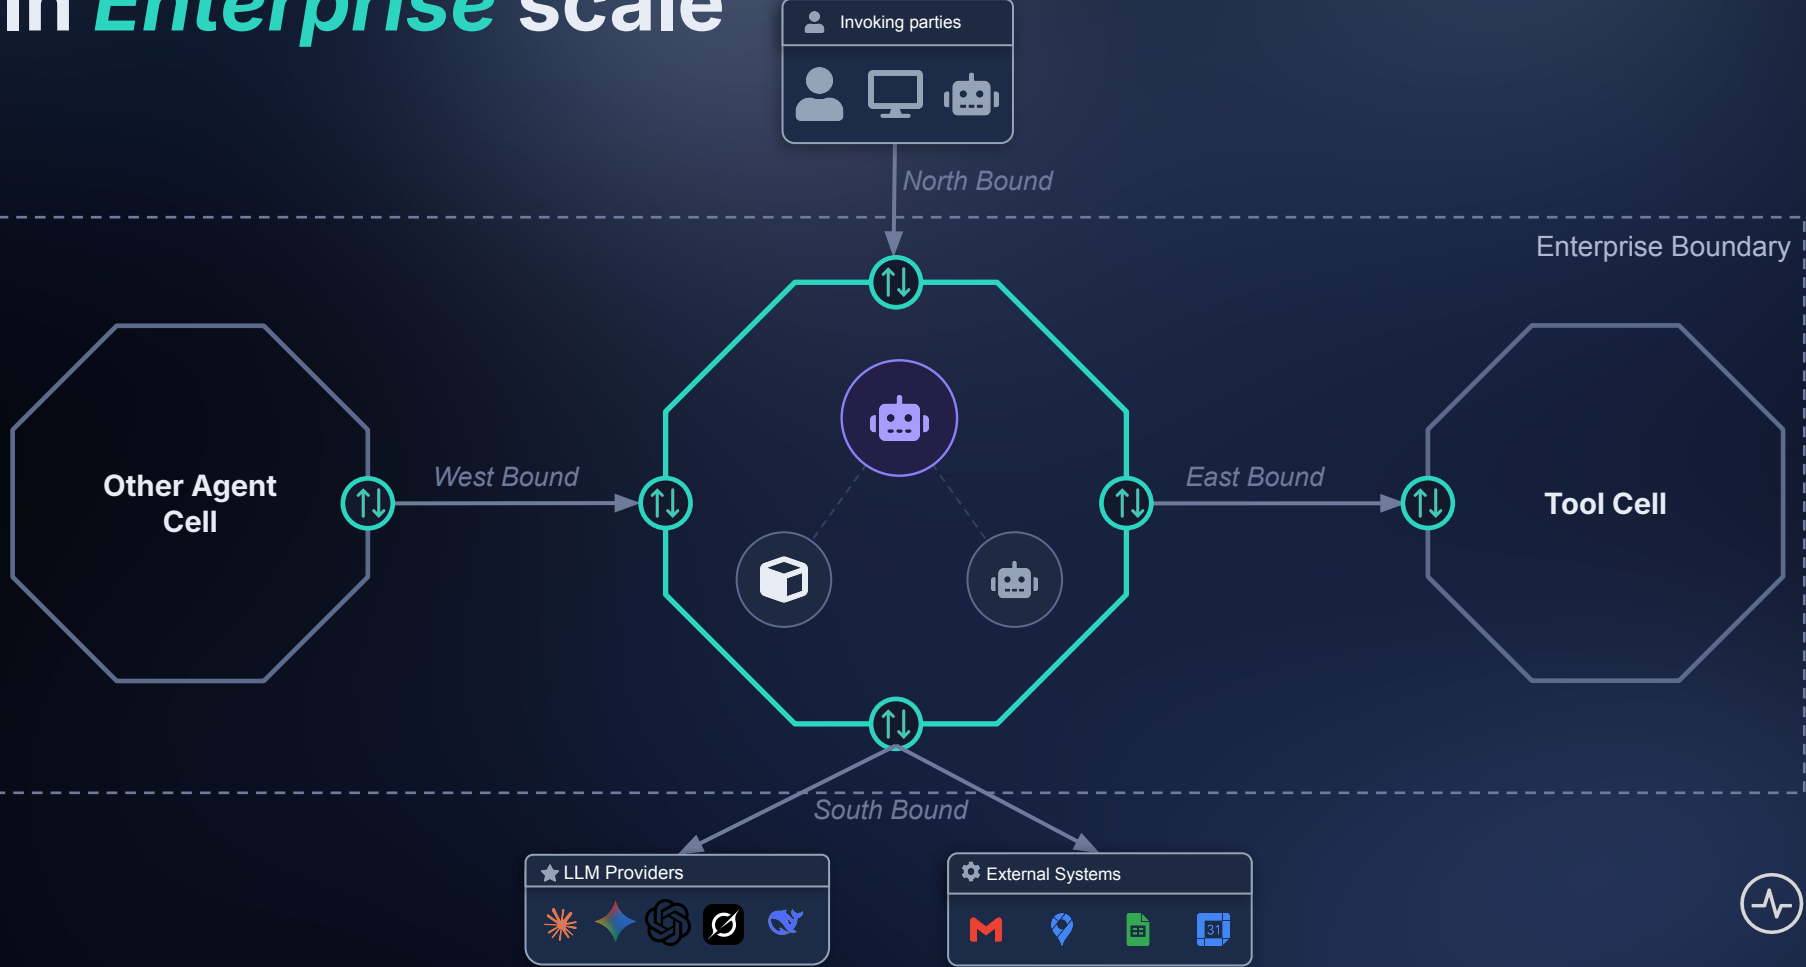 in Enterprise scale
Invoking parties
North Bound
Enterprise Boundary
Other Agent
Cell
West Bound
East Bound
Tool Cell
South Bound
LLM Providers
External Systems
31